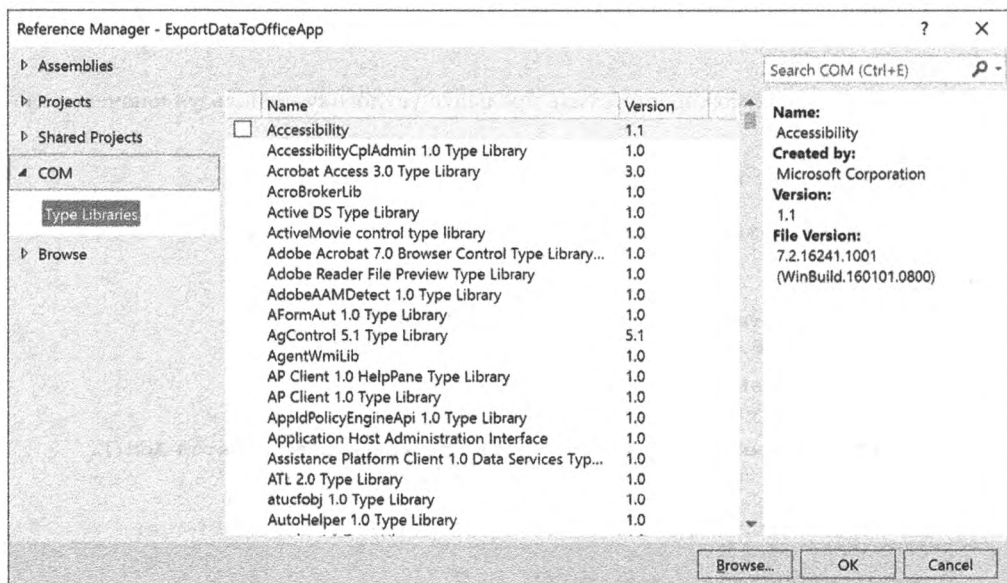 Reference Manager - ExportDataToOfficeApp ? ×
Assemblies
Projects
Shared Projects
COM
Type Libraries
Browse
Name Version
Accessibility 1.1
AccessibilityCplAdmin 1.0 Type Library 1.0
Acrobat Access 3.0 Type Library 3.0
AcroBrokerLib 1.0
Active DS Type Library 1.0
ActiveMovie control type library 1.0
Adobe Acrobat 7.0 Browser Control Type Library... 1.0
Adobe Reader File Preview Type Library 1.0
AdobeAAMDetect 1.0 Type Library 1.0
AFormAut 1.0 Type Library 1.0
AgControl 5.1 Type Library 5.1
AgentWmiLib 1.0
AP Client 1.0 HelpPane Type Library 1.0
AP Client 1.0 Type Library 1.0
AppIdPolicyEngineApi 1.0 Type Library 1.0
Application Host Administration Interface 1.0
Assistance Platform Client 1.0 Data Services Typ... 1.0
ATL 2.0 Type Library 1.0
atucfobj 1.0 Type Library 1.0
AutoHelper 1.0 Type Library 1.0
Search COM (Ctrl+E)
Name:
Accessibility
Created by:
Microsoft Corporation
Version:
1.1
File Version:
7.2.16241.1001
(WinBuild.160101.0800)
Browse... OK Cancel